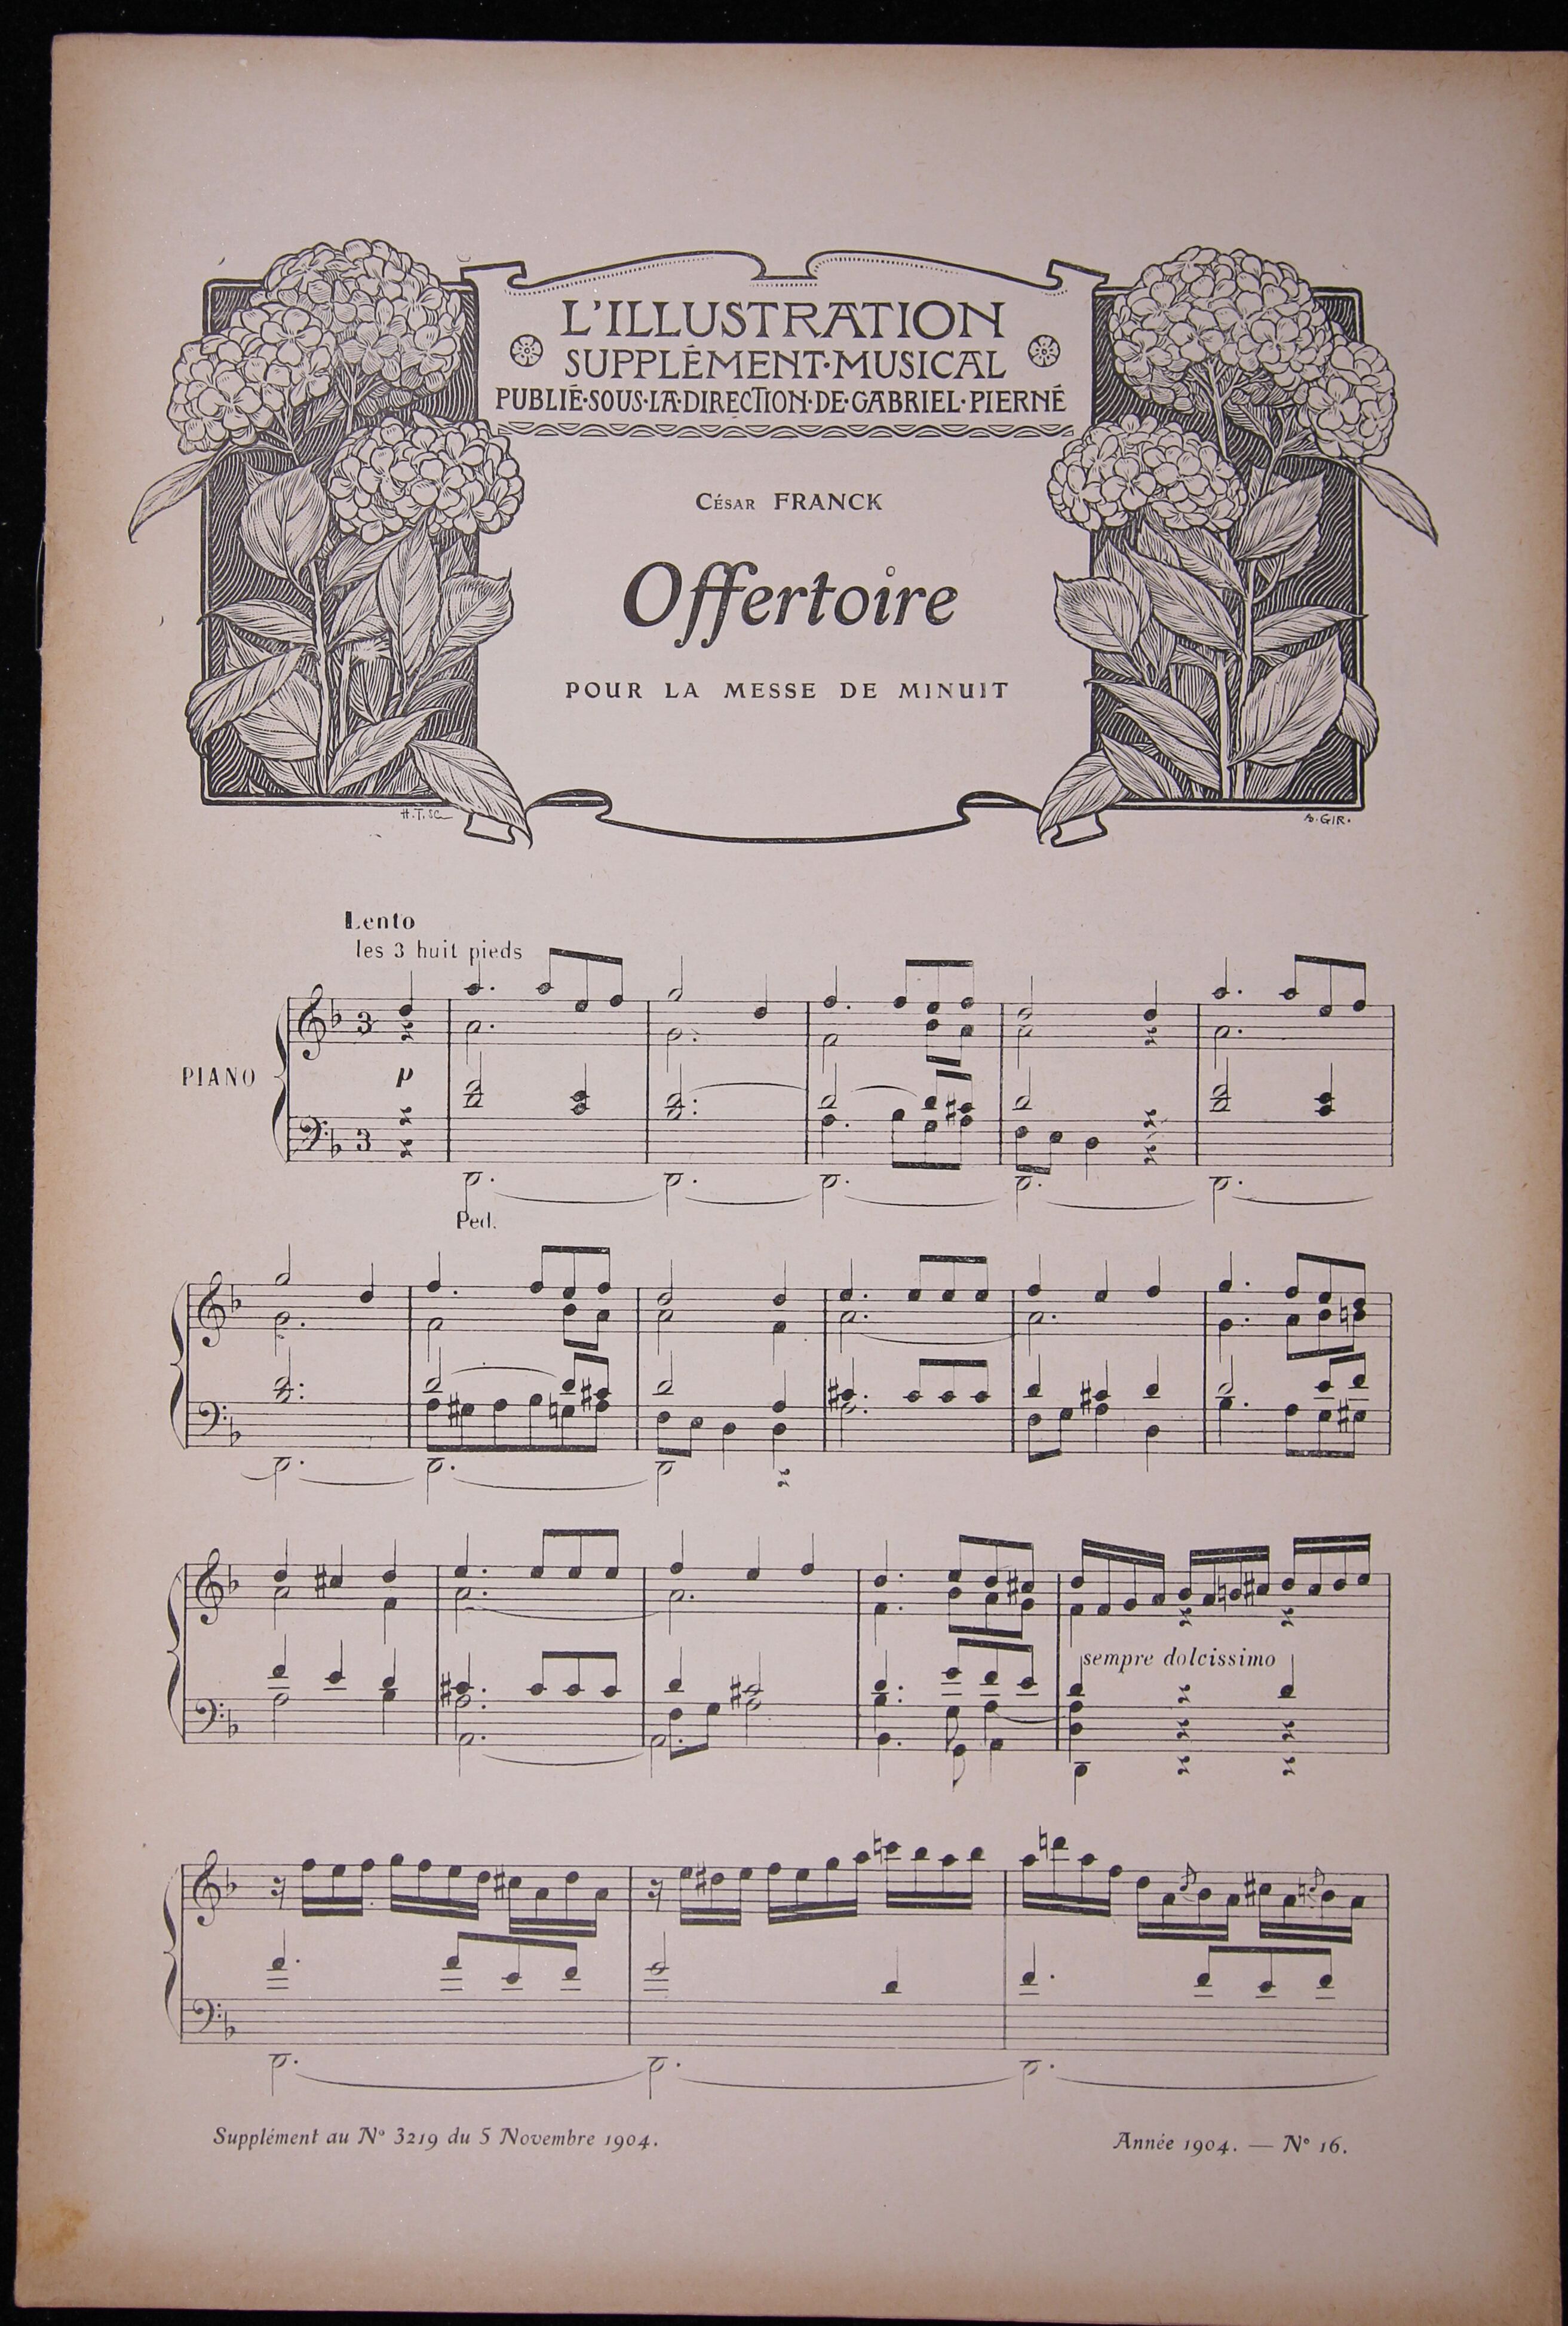 L'ILLUSTRATION
SUPPLÉMENT·MUSICAL
PUBLIÉ·SOUS·LA·DIRECTION·DE·GABRIEL·PIERNÉ
César FRANCK
Offertoire
POUR LA MESSE DE MINUIT
H.T. SC
A. GIR.
Lento
les 3 huit pieds
3
PIANO
p
3
Ped.
sempre dolcissimo
Supplément au Nº 3219 du 5 Novembre 1904.
Année 1904. — Nº 16.